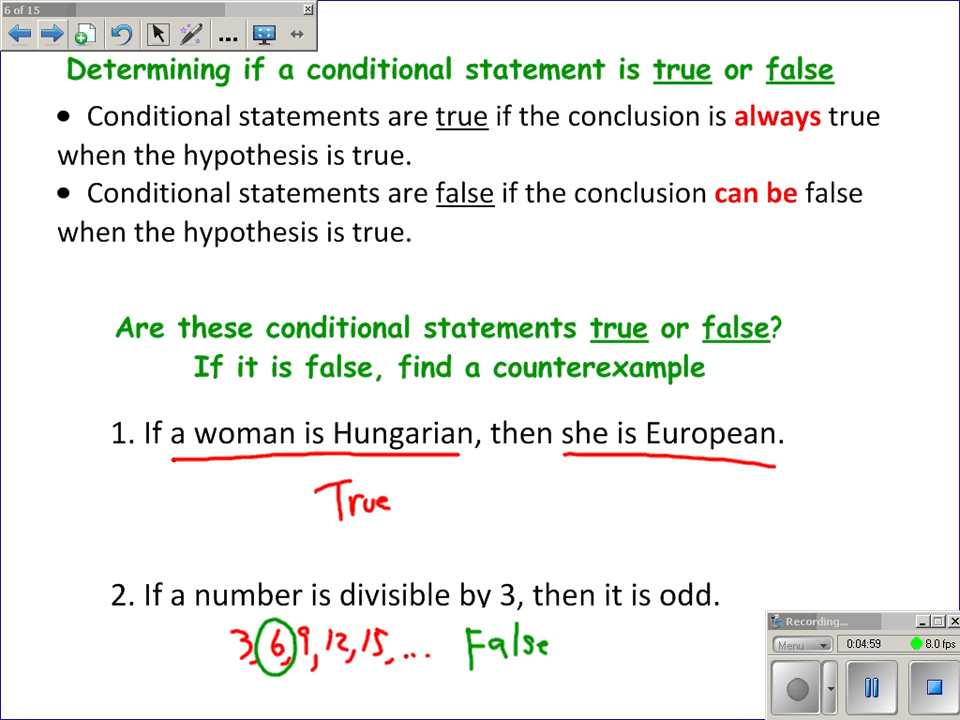 6 of 15
Determining if a conditional statement is true or false
• Conditional statements are true if the conclusion is always true
when the hypothesis is true.
• Conditional statements are false if the conclusion can be false
when the hypothesis is true.
Are these conditional statements true or false?
If it is false, find a counterexample
1. If a woman is Hungarian, then she is European.
True
2. If a number is divisible by 3, then it is odd.
3, 6, 9, 12, 15, ... False
Recording...
Menu 0:04:59 8.0 fps